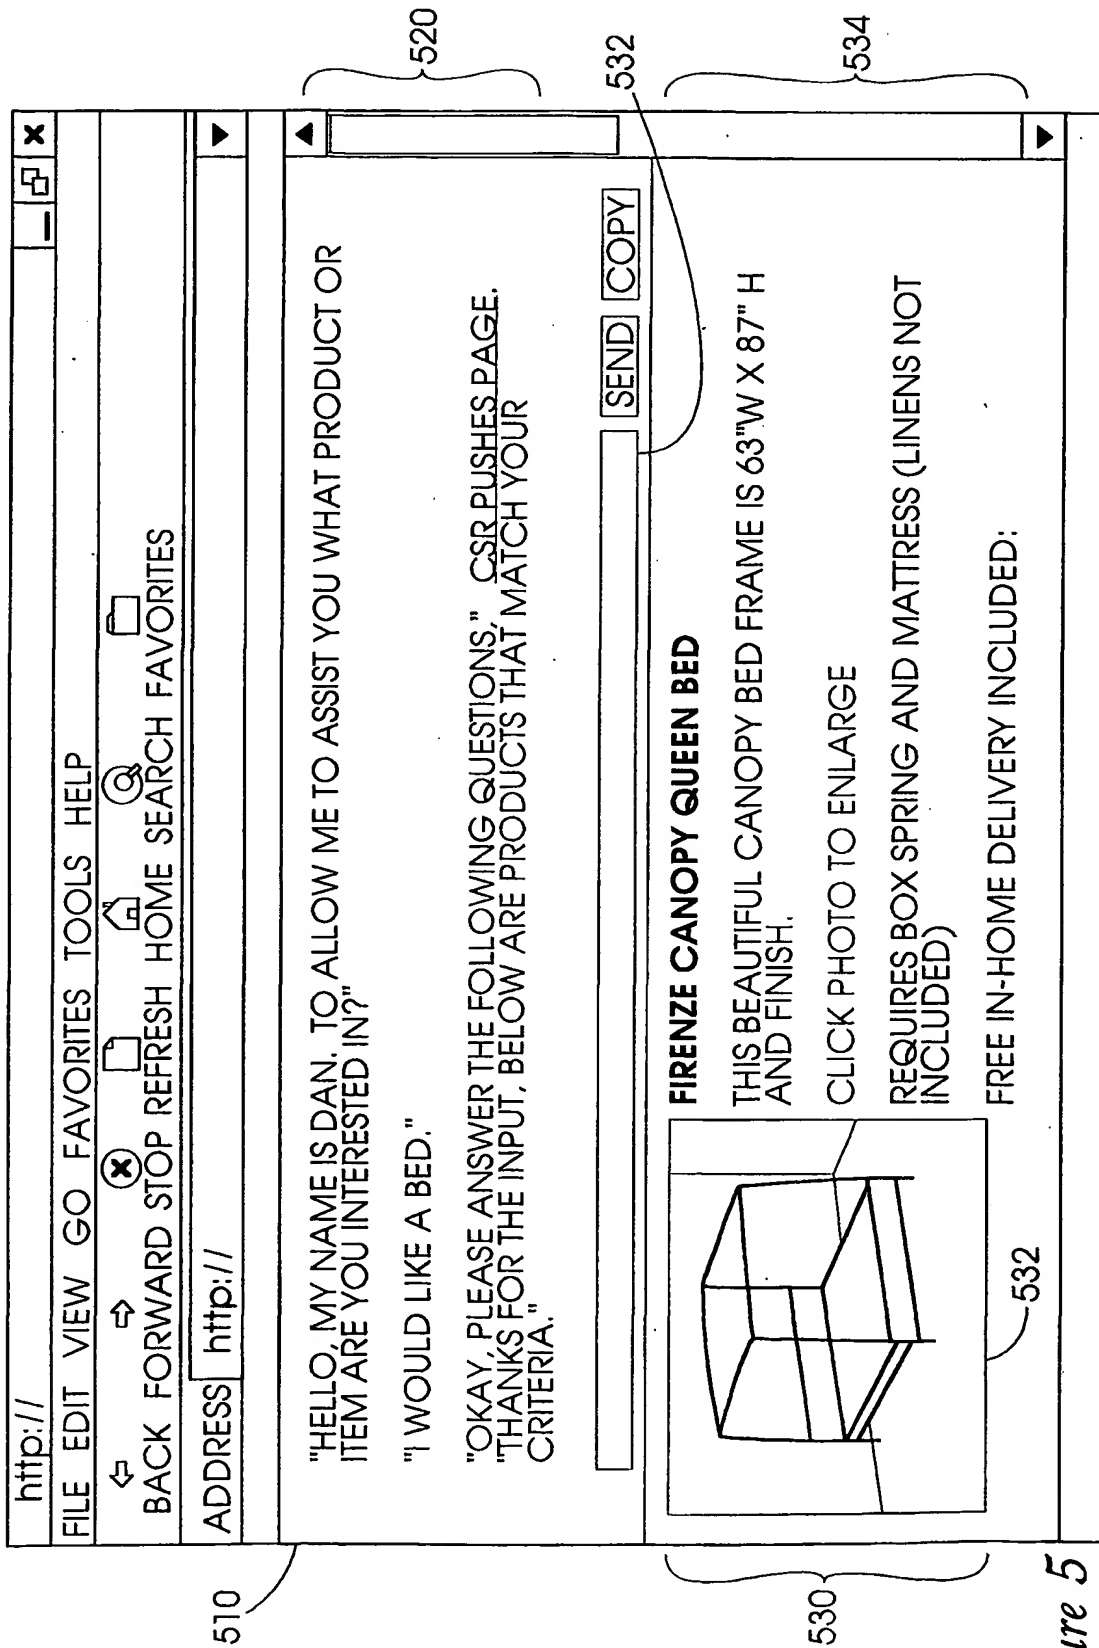 http://
FILE EDIT VIEW GO FAVORITES TOOLS HELP
BACK FORWARD STOP REFRESH HOME SEARCH FAVORITES
ADDRESS http://
510
"HELLO, MY NAME IS DAN. TO ALLOW ME TO ASSIST YOU WHAT PRODUCT OR
ITEM ARE YOU INTERESTED IN?"
520
"I WOULD LIKE A BED."
"OKAY, PLEASE ANSWER THE FOLLOWING QUESTIONS," CSR PUSHES PAGE.
"THANKS FOR THE INPUT, BELOW ARE PRODUCTS THAT MATCH YOUR
CRITERIA."
SEND COPY
532
FIRENZE CANOPY QUEEN BED
THIS BEAUTIFUL CANOPY BED FRAME IS 63"W X 87" H
AND FINISH.
CLICK PHOTO TO ENLARGE
REQUIRES BOX SPRING AND MATTRESS (LINENS NOT
INCLUDED)
FREE IN-HOME DELIVERY INCLUDED:
530
534
532
ure 5